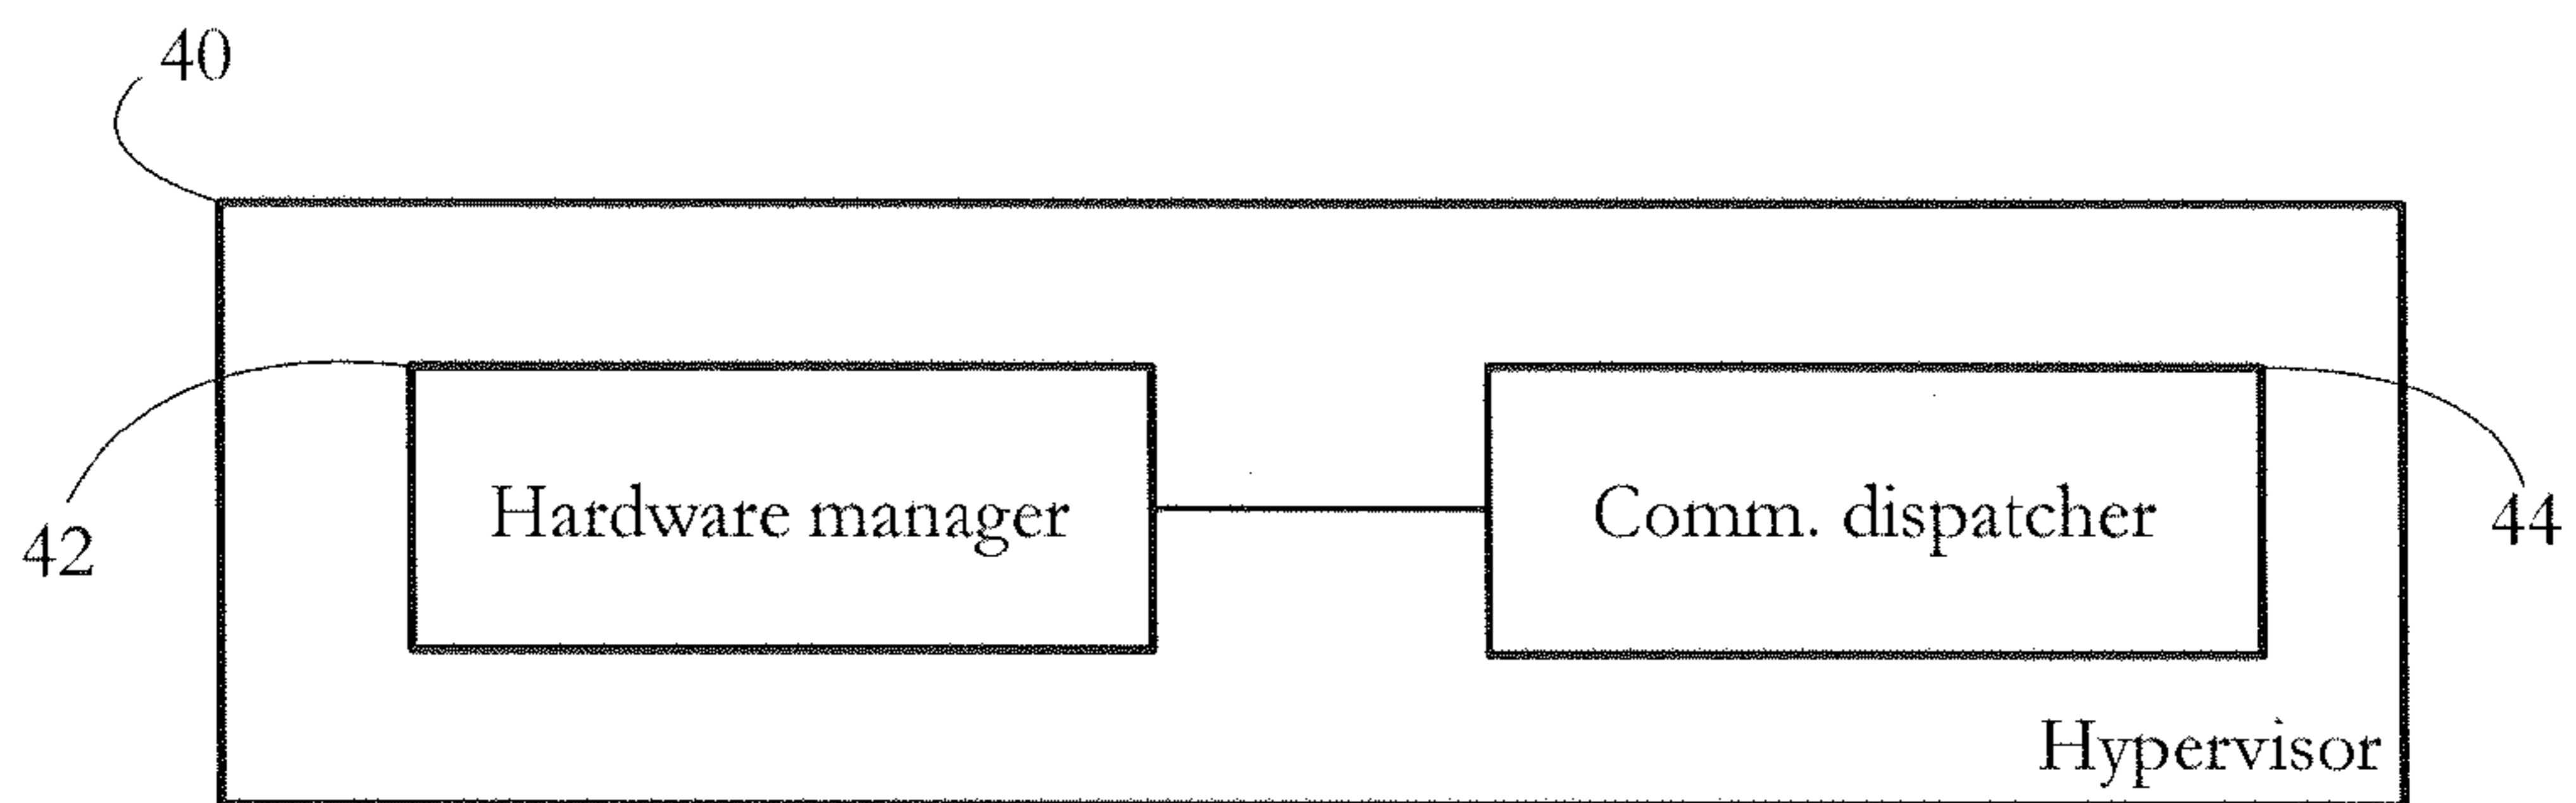 40
Hardware manager
Comm. dispatcher
42
44
Hypervisor